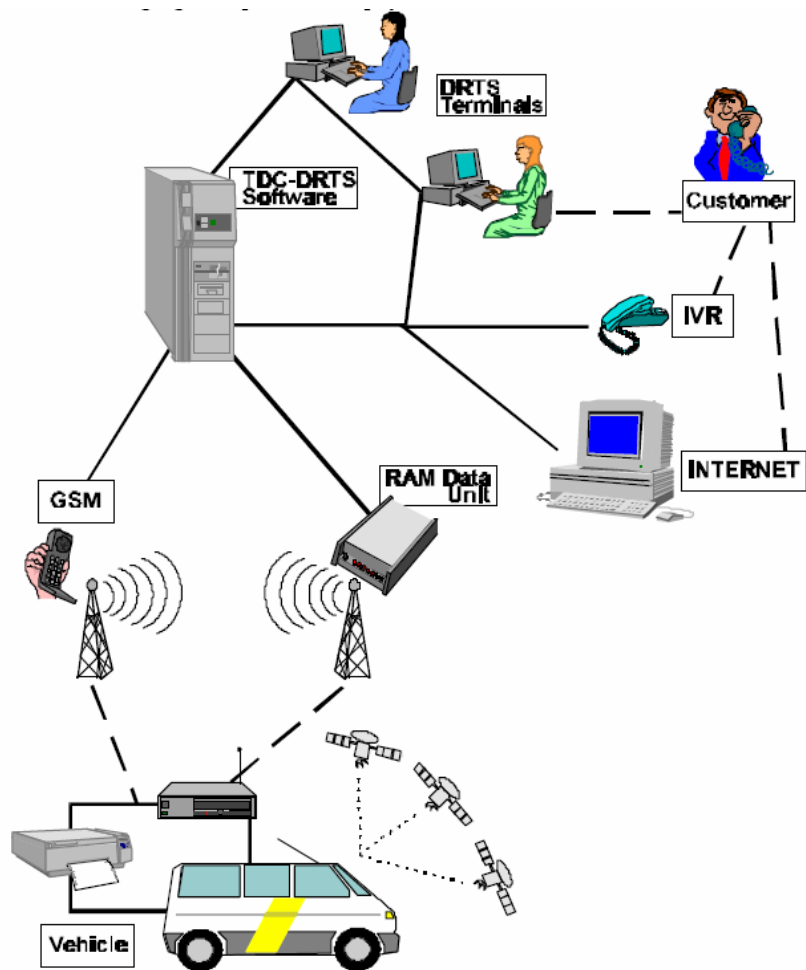 DRTS
Terminals
TDC-DRTS
Software
Customer
IVR
RAM Data
Unit
INTERNET
GSM
Vehicle